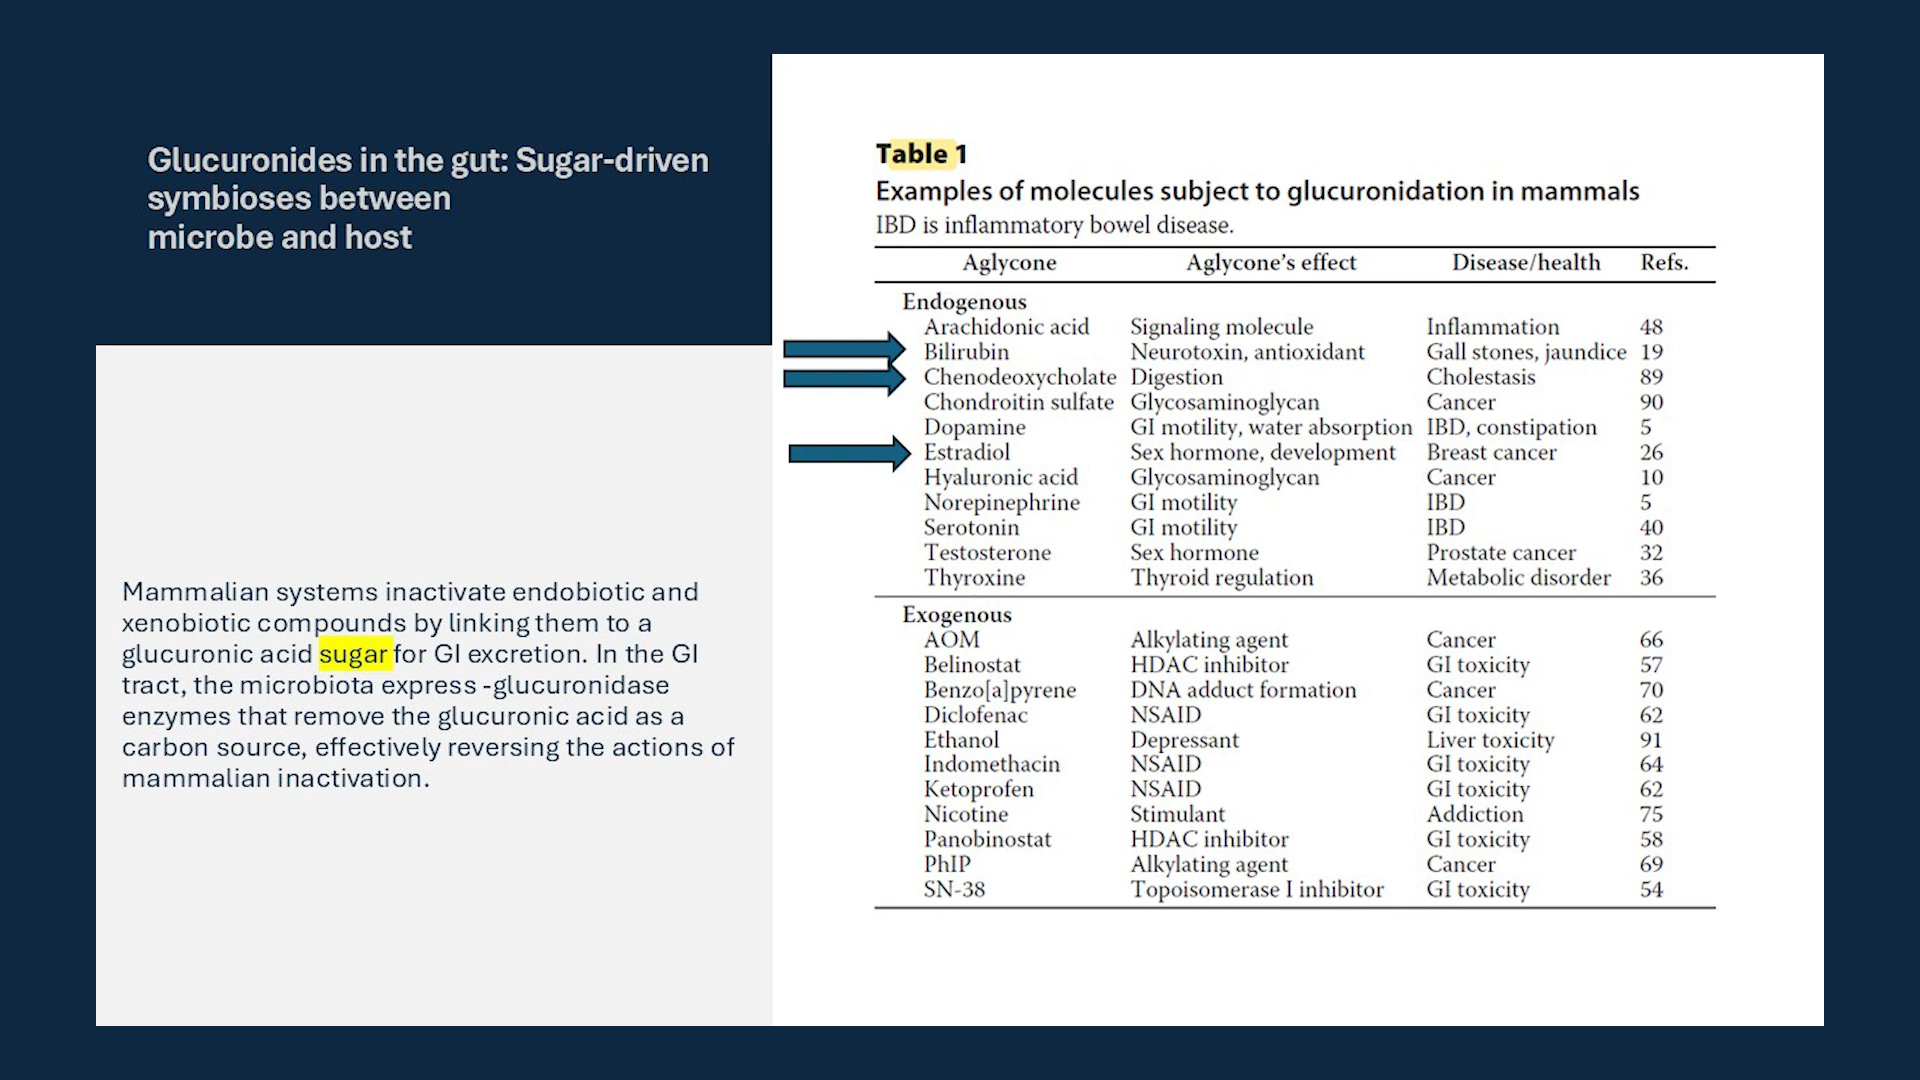 Glucuronides in the gut: Sugar-driven
symbioses between
microbe and host
Mammalian systems inactivate endobiotic and
xenobiotic compounds by linking them to a
glucuronic acid sugar for GI excretion. In the GI
tract, the microbiota express -glucuronidase
enzymes that remove the glucuronic acid as a
carbon source, effectively reversing the actions of
mammalian inactivation.
Table 1
Examples of molecules subject to glucuronidation in mammals
IBD is inflammatory bowel disease.
Aglycone Aglycone's effect Disease/health Refs.
Endogenous
Arachidonic acid Signaling molecule Inflammation 48
Bilirubin Neurotoxin, antioxidant Gall stones, jaundice 19
Chenodeoxycholate Digestion Cholestasis 89
Chondroitin sulfate Glycosaminoglycan Cancer 90
Dopamine GI motility, water absorption IBD, constipation 5
Estradiol Sex hormone, development Breast cancer 26
Hyaluronic acid Glycosaminoglycan Cancer 10
Norepinephrine GI motility IBD 5
Serotonin GI motility IBD 40
Testosterone Sex hormone Prostate cancer 32
Thyroxine Thyroid regulation Metabolic disorder 36
Exogenous
AOM Alkylating agent Cancer 66
Belinostat HDAC inhibitor GI toxicity 57
Benzo[a]pyrene DNA adduct formation Cancer 70
Diclofenac NSAID GI toxicity 62
Ethanol Depressant Liver toxicity 91
Indomethacin NSAID GI toxicity 64
Ketoprofen NSAID GI toxicity 62
Nicotine Stimulant Addiction 75
Panobinostat HDAC inhibitor GI toxicity 58
PhIP Alkylating agent Cancer 69
SN-38 Topoisomerase I inhibitor GI toxicity 54